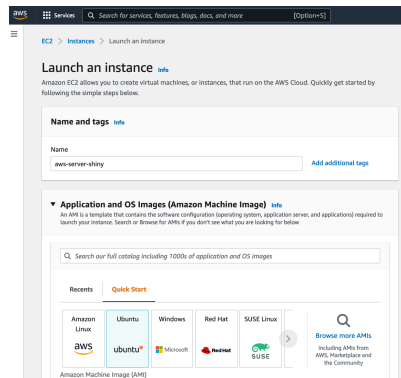 aws
Services
Search for services, features, blogs, docs, and more
[Option+S]
EC2 > Instances > Launch an instance
Launch an instance Info
Amazon EC2 allows you to create virtual machines, or instances, that run on the AWS Cloud. Quickly get started by
following the simple steps below.
Name and tags Info
Name
aws-server-shiny
Add additional tags
Application and OS Images (Amazon Machine Image) Info
An AMI is a template that contains the software configuration (operating system, application server, and applications) required to
launch your instance. Search or Browse for AMIs if you don't see what you are looking for below
Search our full catalog including 1000s of application and OS images
Recents
Quick Start
Amazon
Linux
aws
Ubuntu
ubuntu®
Windows
Microsoft
Red Hat
Red Hat
SUSE Linux
SUSE
Browse more AMIs
Including AMIs from
AWS, Marketplace and
the Community
Amazon Machine Image (AMI)